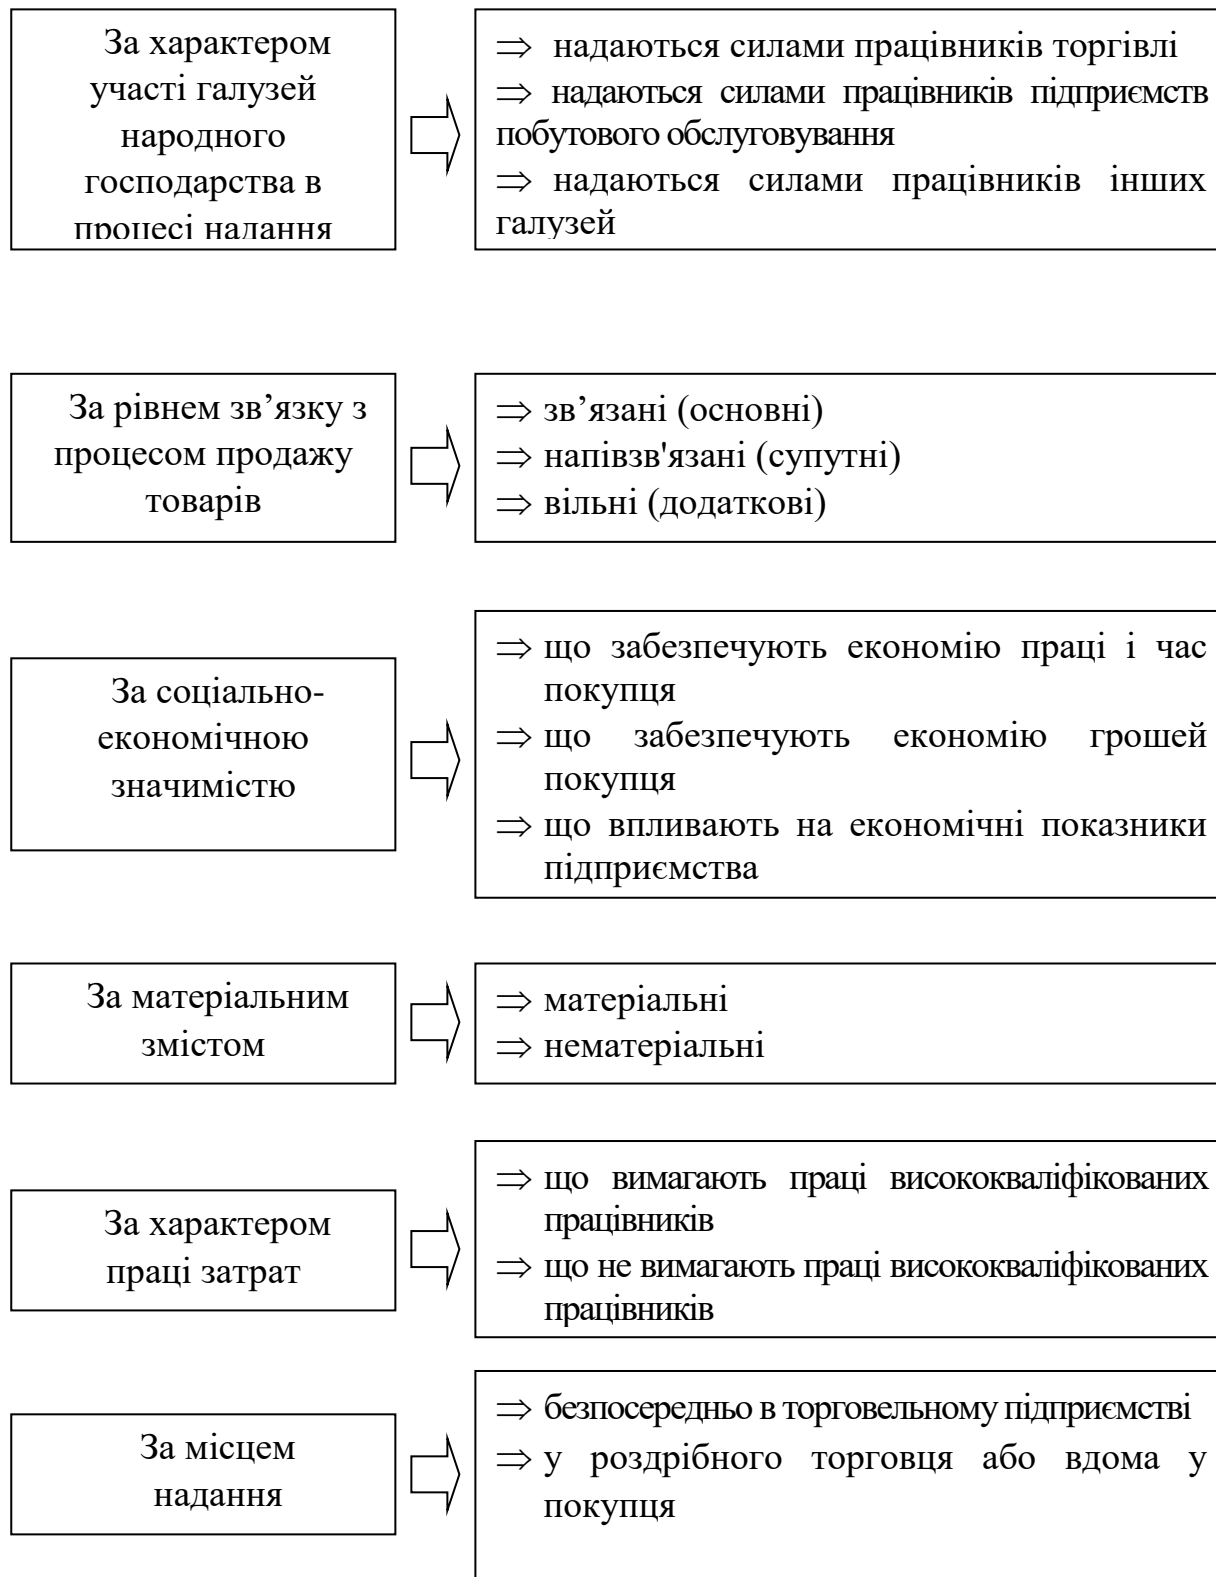 За характером
участі галузей
народного
господарства в
процесі надання
⇒ надаються силами працівників торгівлі
⇒ надаються силами працівників підприємств
побутового обслуговування
⇒ надаються силами працівників інших
галузей
За рівнем зв’язку з
процесом продажу
товарів
⇒ зв’язані (основні)
⇒ напівзв'язані (супутні)
⇒ вільні (додаткові)
За соціально-
економічною
значимістю
⇒ що забезпечують економію праці і час
покупця
⇒ що забезпечують економію грошей
покупця
⇒ що впливають на економічні показники
підприємства
За матеріальним
змістом
⇒ матеріальні
⇒ нематеріальні
За характером
праці затрат
⇒ що вимагають праці висококваліфікованих
працівників
⇒ що не вимагають праці висококваліфікованих
працівників
За місцем
надання
⇒ безпосередньо в торговельному підприємстві
⇒ у роздрібного торговця або вдома у
покупця